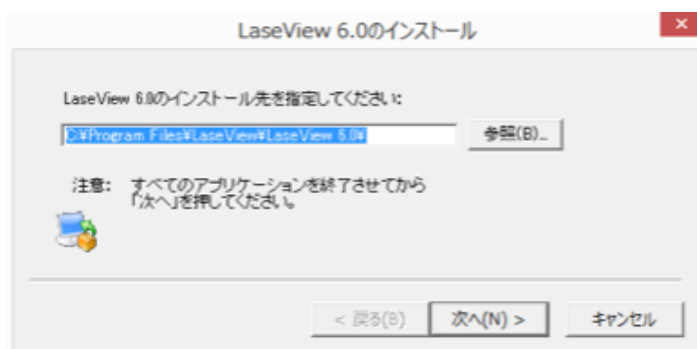 LaseView 6.0のインストール
LaseView 6.0のインストール先を指定してください:
C:¥Program Files¥LaseView¥LaseView 6.0¥
参照(B)...
注意: すべてのアプリケーションを終了させてから
「次へ」を押してください。
< 戻る(B) 次へ(N) > キャンセル